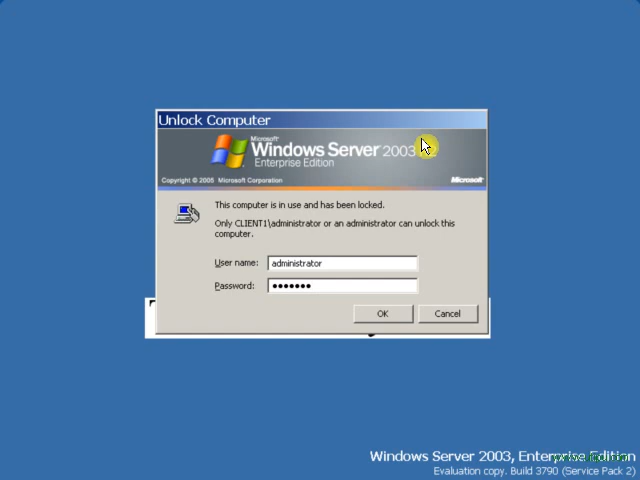 Unlock Computer
Microsoft
Windows Server 2003
Enterprise Edition
Copyright © 2005 Microsoft Corporation
Microsoft
This computer is in use and has been locked.
Only CLIENT1\administrator or an administrator can unlock this
computer.
User name: administrator
Password: ●●●●●●●
OK Cancel
Windows Server 2003, Enterprise Edition
Evaluation copy. Build 3790 (Service Pack 2)